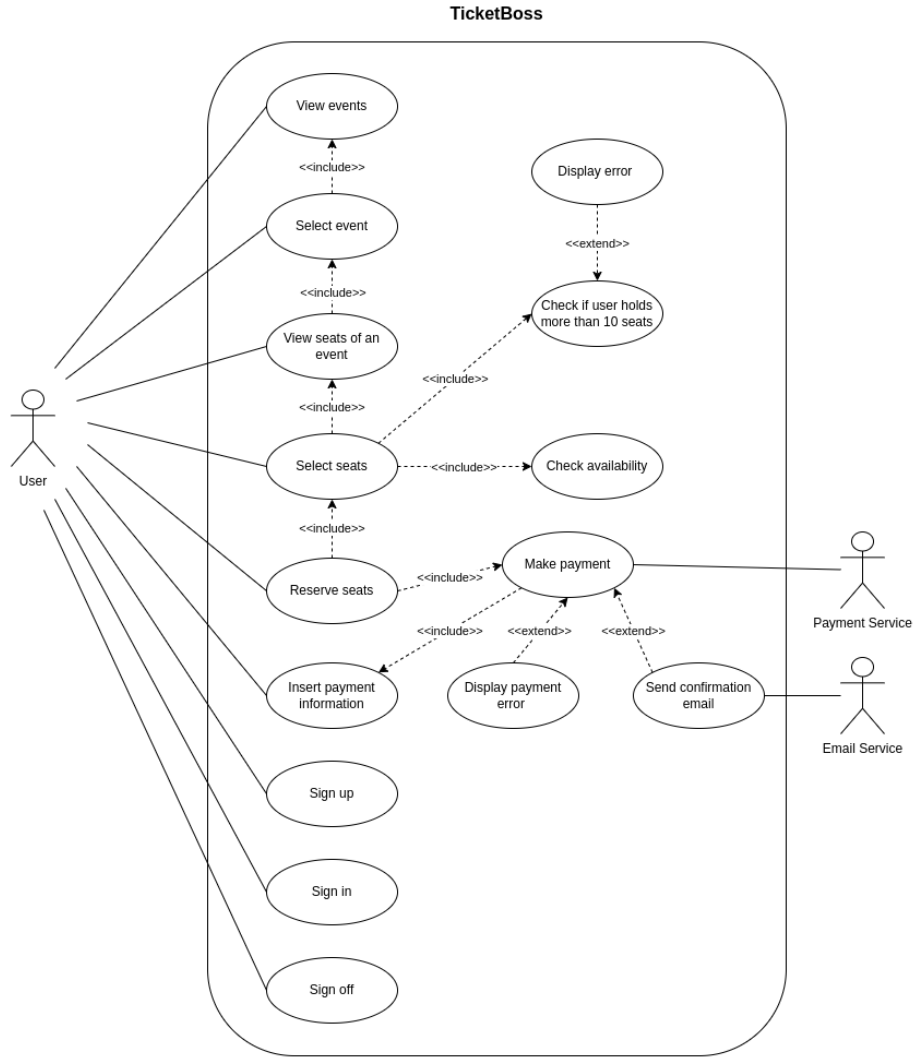 TicketBoss
View events
<<include>>
Display error
Select event
<<extend>>
<<include>>
Check if user holds
more than 10 seats
View seats of an
event
<<include>>
<<include>>
Select seats
<<include>>
Check availability
User
<<include>>
Make payment
Reserve seats
<<include>>
Payment Service
<<include>>
<<extend>>
<<extend>>
Insert payment
information
Display payment
error
Send confirmation
email
Email Service
Sign up
Sign in
Sign off